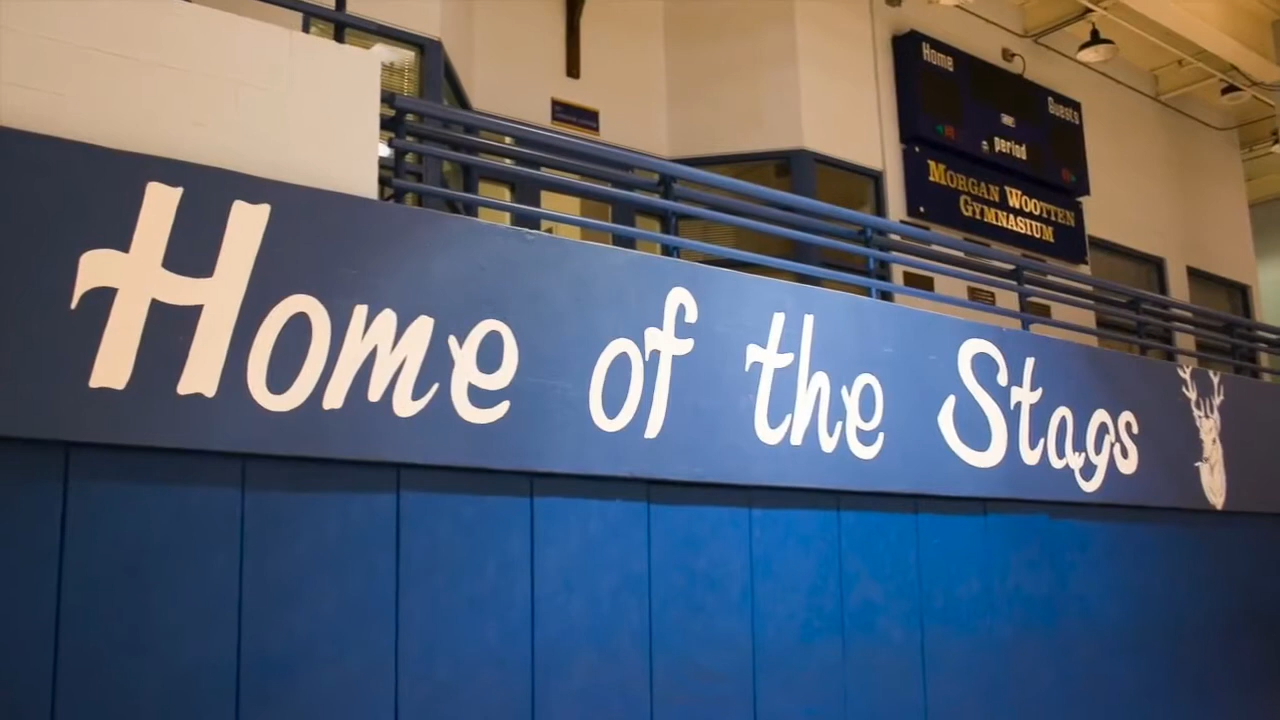 Home
Guests
period
MORGAN WOOTTEN
GYMNASIUM
Home of the Stags